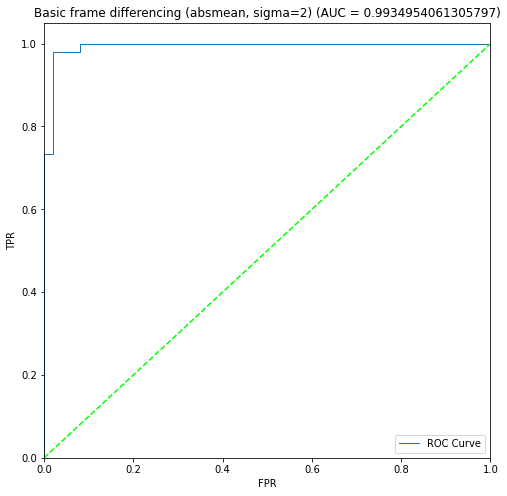 Basic frame differencing (absmean, sigma=2) (AUC = 0.9934954061305797)
1.0
0.8
0.6
0.4
0.2
0.0
TPR
0.0 0.2 0.4 0.6 0.8 1.0
FPR
ROC Curve